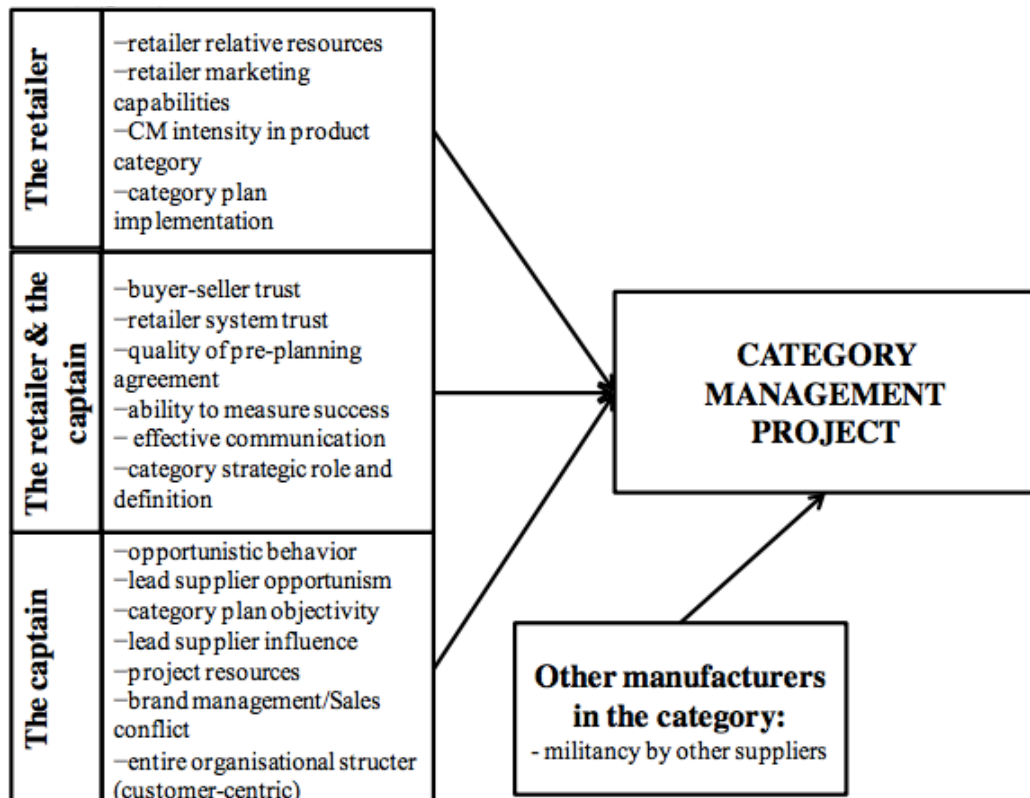 The retailer
−retailer relative resources
−retailer marketing
capabilities
−CM intensity in product
category
−category plan
implementation
The retailer & the
captain
−buyer-seller trust
−retailer system trust
−quality of pre-planning
agreement
−ability to measure success
− effective communication
−category strategic role and
definition
The captain
−opportunistic behavior
−lead supplier opportunism
−category plan objectivity
−lead supplier influence
−project resources
−brand management/Sales
conflict
−entire organisational structer
(customer-centric)
CATEGORY
MANAGEMENT
PROJECT
Other manufacturers
in the category:
- militancy by other suppliers